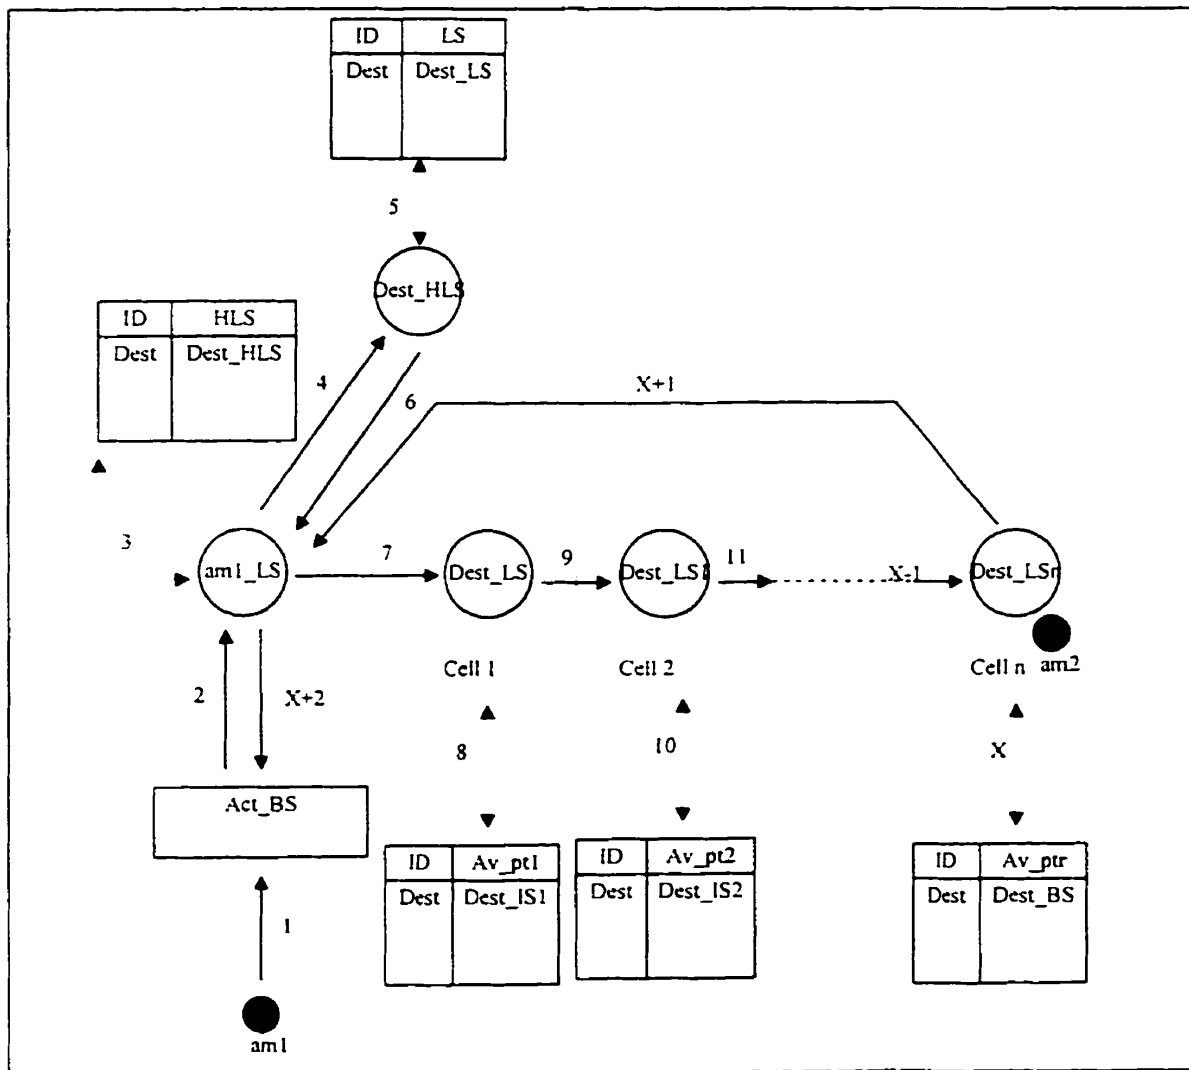 ID LS
Dest Dest_LS
5
Dest_HLS
ID HLS
Dest Dest_HLS
4
6
X+1
3
am1_LS
7
Dest_LS
9
Dest_LS1
11
X-1
Dest_LSn
Cell 1
Cell 2
Cell n
am2
2
X+2
8
10
X
Act_BS
ID Av_pt1
Dest Dest_IS1
ID Av_pt2
Dest Dest_IS2
ID Av_ptr
Dest Dest_BS
1
am1